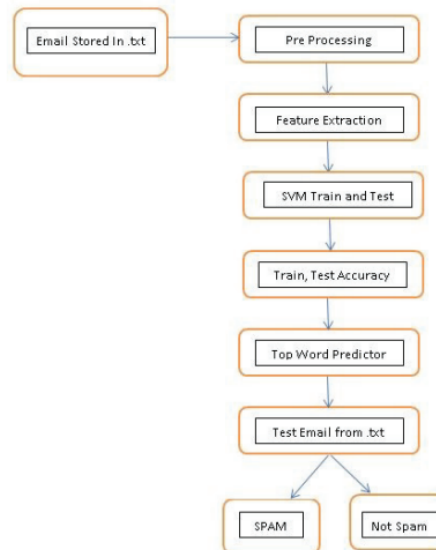 Email Stored In .txt
Pre Processing
Feature Extraction
SVM Train and Test
Train, Test Accuracy
Top Word Predictor
Test Email from .txt
SPAM
Not Spam